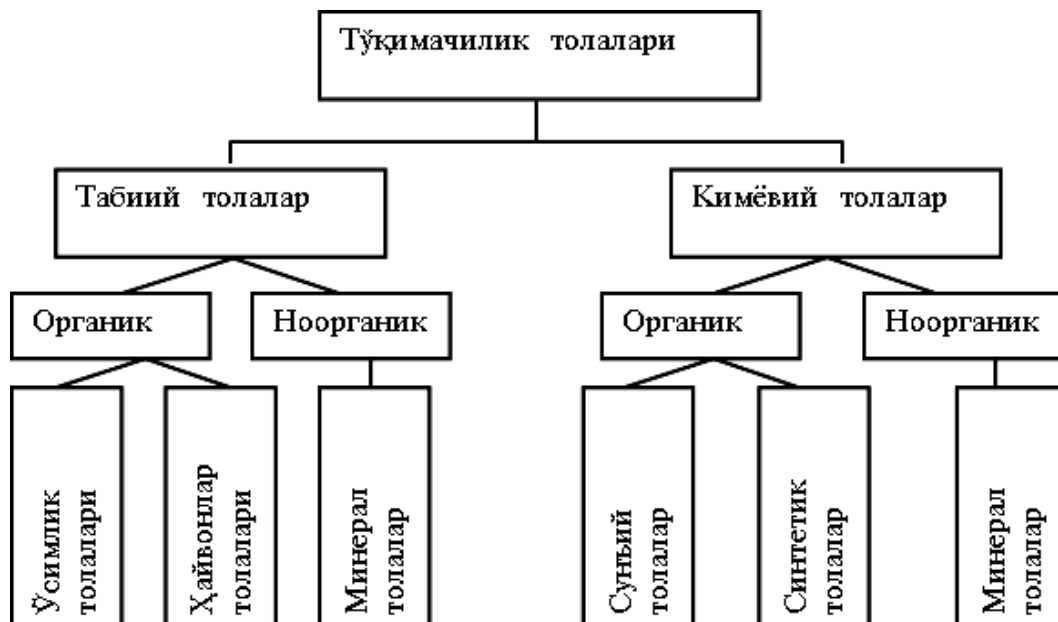 Тўқимачилик толалари
Табиий толалар
Кимёвий толалар
Органик
Ноорганик
Органик
Ноорганик
Ўсимлик
толалари
Ҳайвонлар
толалари
Минерал
толалар
Сунъий
толалар
Синтетик
толалар
Минерал
толалар